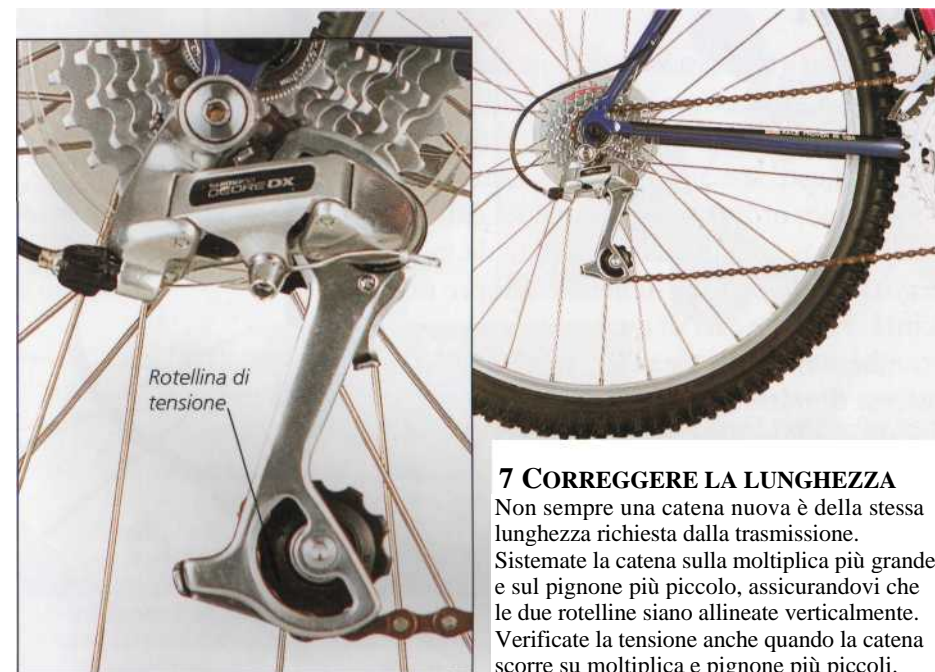 DEORE DX
Rotellina di
tensione
7 CORREGGERE LA LUNGHEZZA
Non sempre una catena nuova è della stessa
lunghezza richiesta dalla trasmissione.
Sistemate la catena sulla moltiplica più grande
e sul pignone più piccolo, assicurandovi che
le due rotelline siano allineate verticalmente.
Verificate la tensione anche quando la catena
scorre su moltiplica e pignone più piccoli.